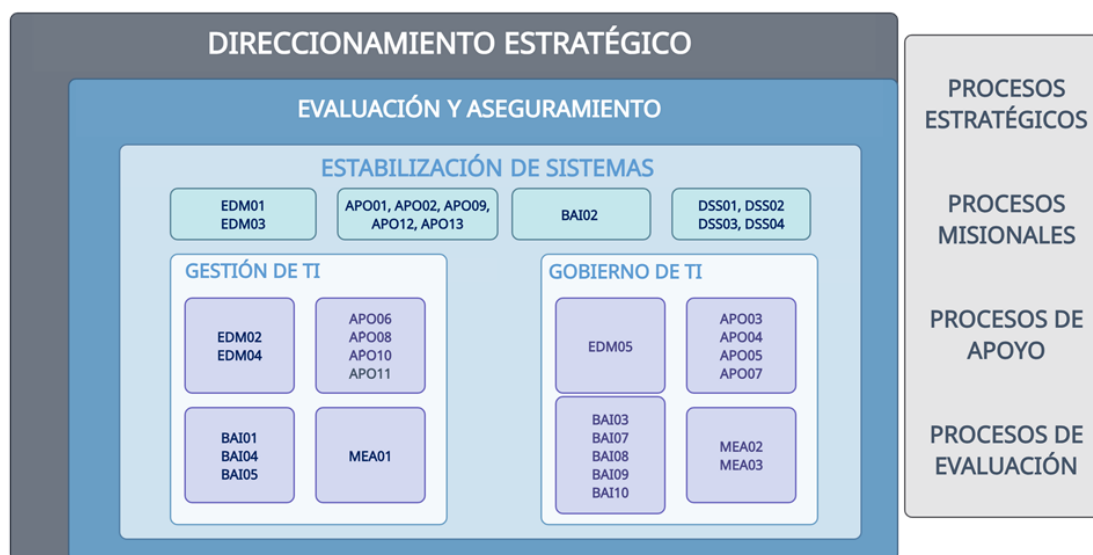 DIRECCIONAMIENTO ESTRATÉGICO
EVALUACIÓN Y ASEGURAMIENTO
ESTABILIZACIÓN DE SISTEMAS
EDM01
EDM03
APO01, APO02, APO09,
APO12, APO13
BAI02
DSS01, DSS02
DSS03, DSS04
GESTIÓN DE TI
EDM02
EDM04
APO06
APO08
APO10
APO11
BAI01
BAI04
BAI05
MEA01
GOBIERNO DE TI
EDM05
APO03
APO04
APO05
APO07
BAI03
BAI07
BAI08
BAI09
BAI10
MEA02
MEA03
PROCESOS
ESTRATÉGICOS
PROCESOS
MISIONALES
PROCESOS DE
APOYO
PROCESOS DE
EVALUACIÓN